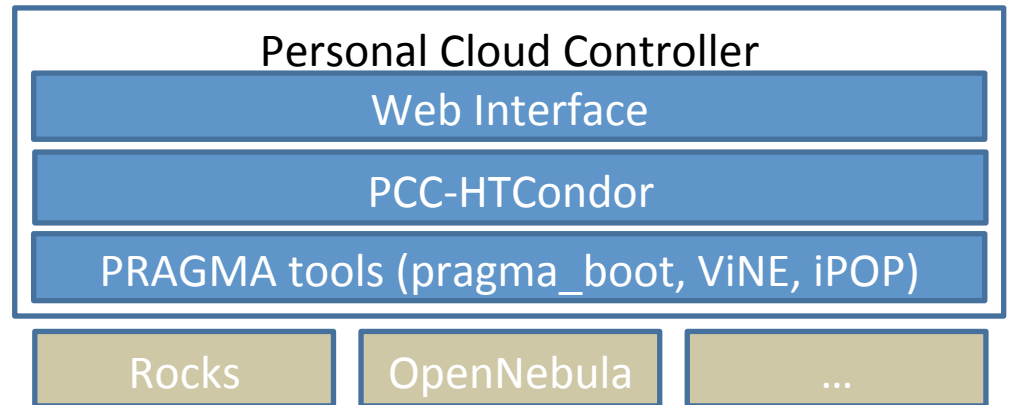 Personal Cloud Controller
Web Interface
PCC-HTCondor
PRAGMA tools (pragma_boot, ViNE, iPOP)
Rocks
OpenNebula
...